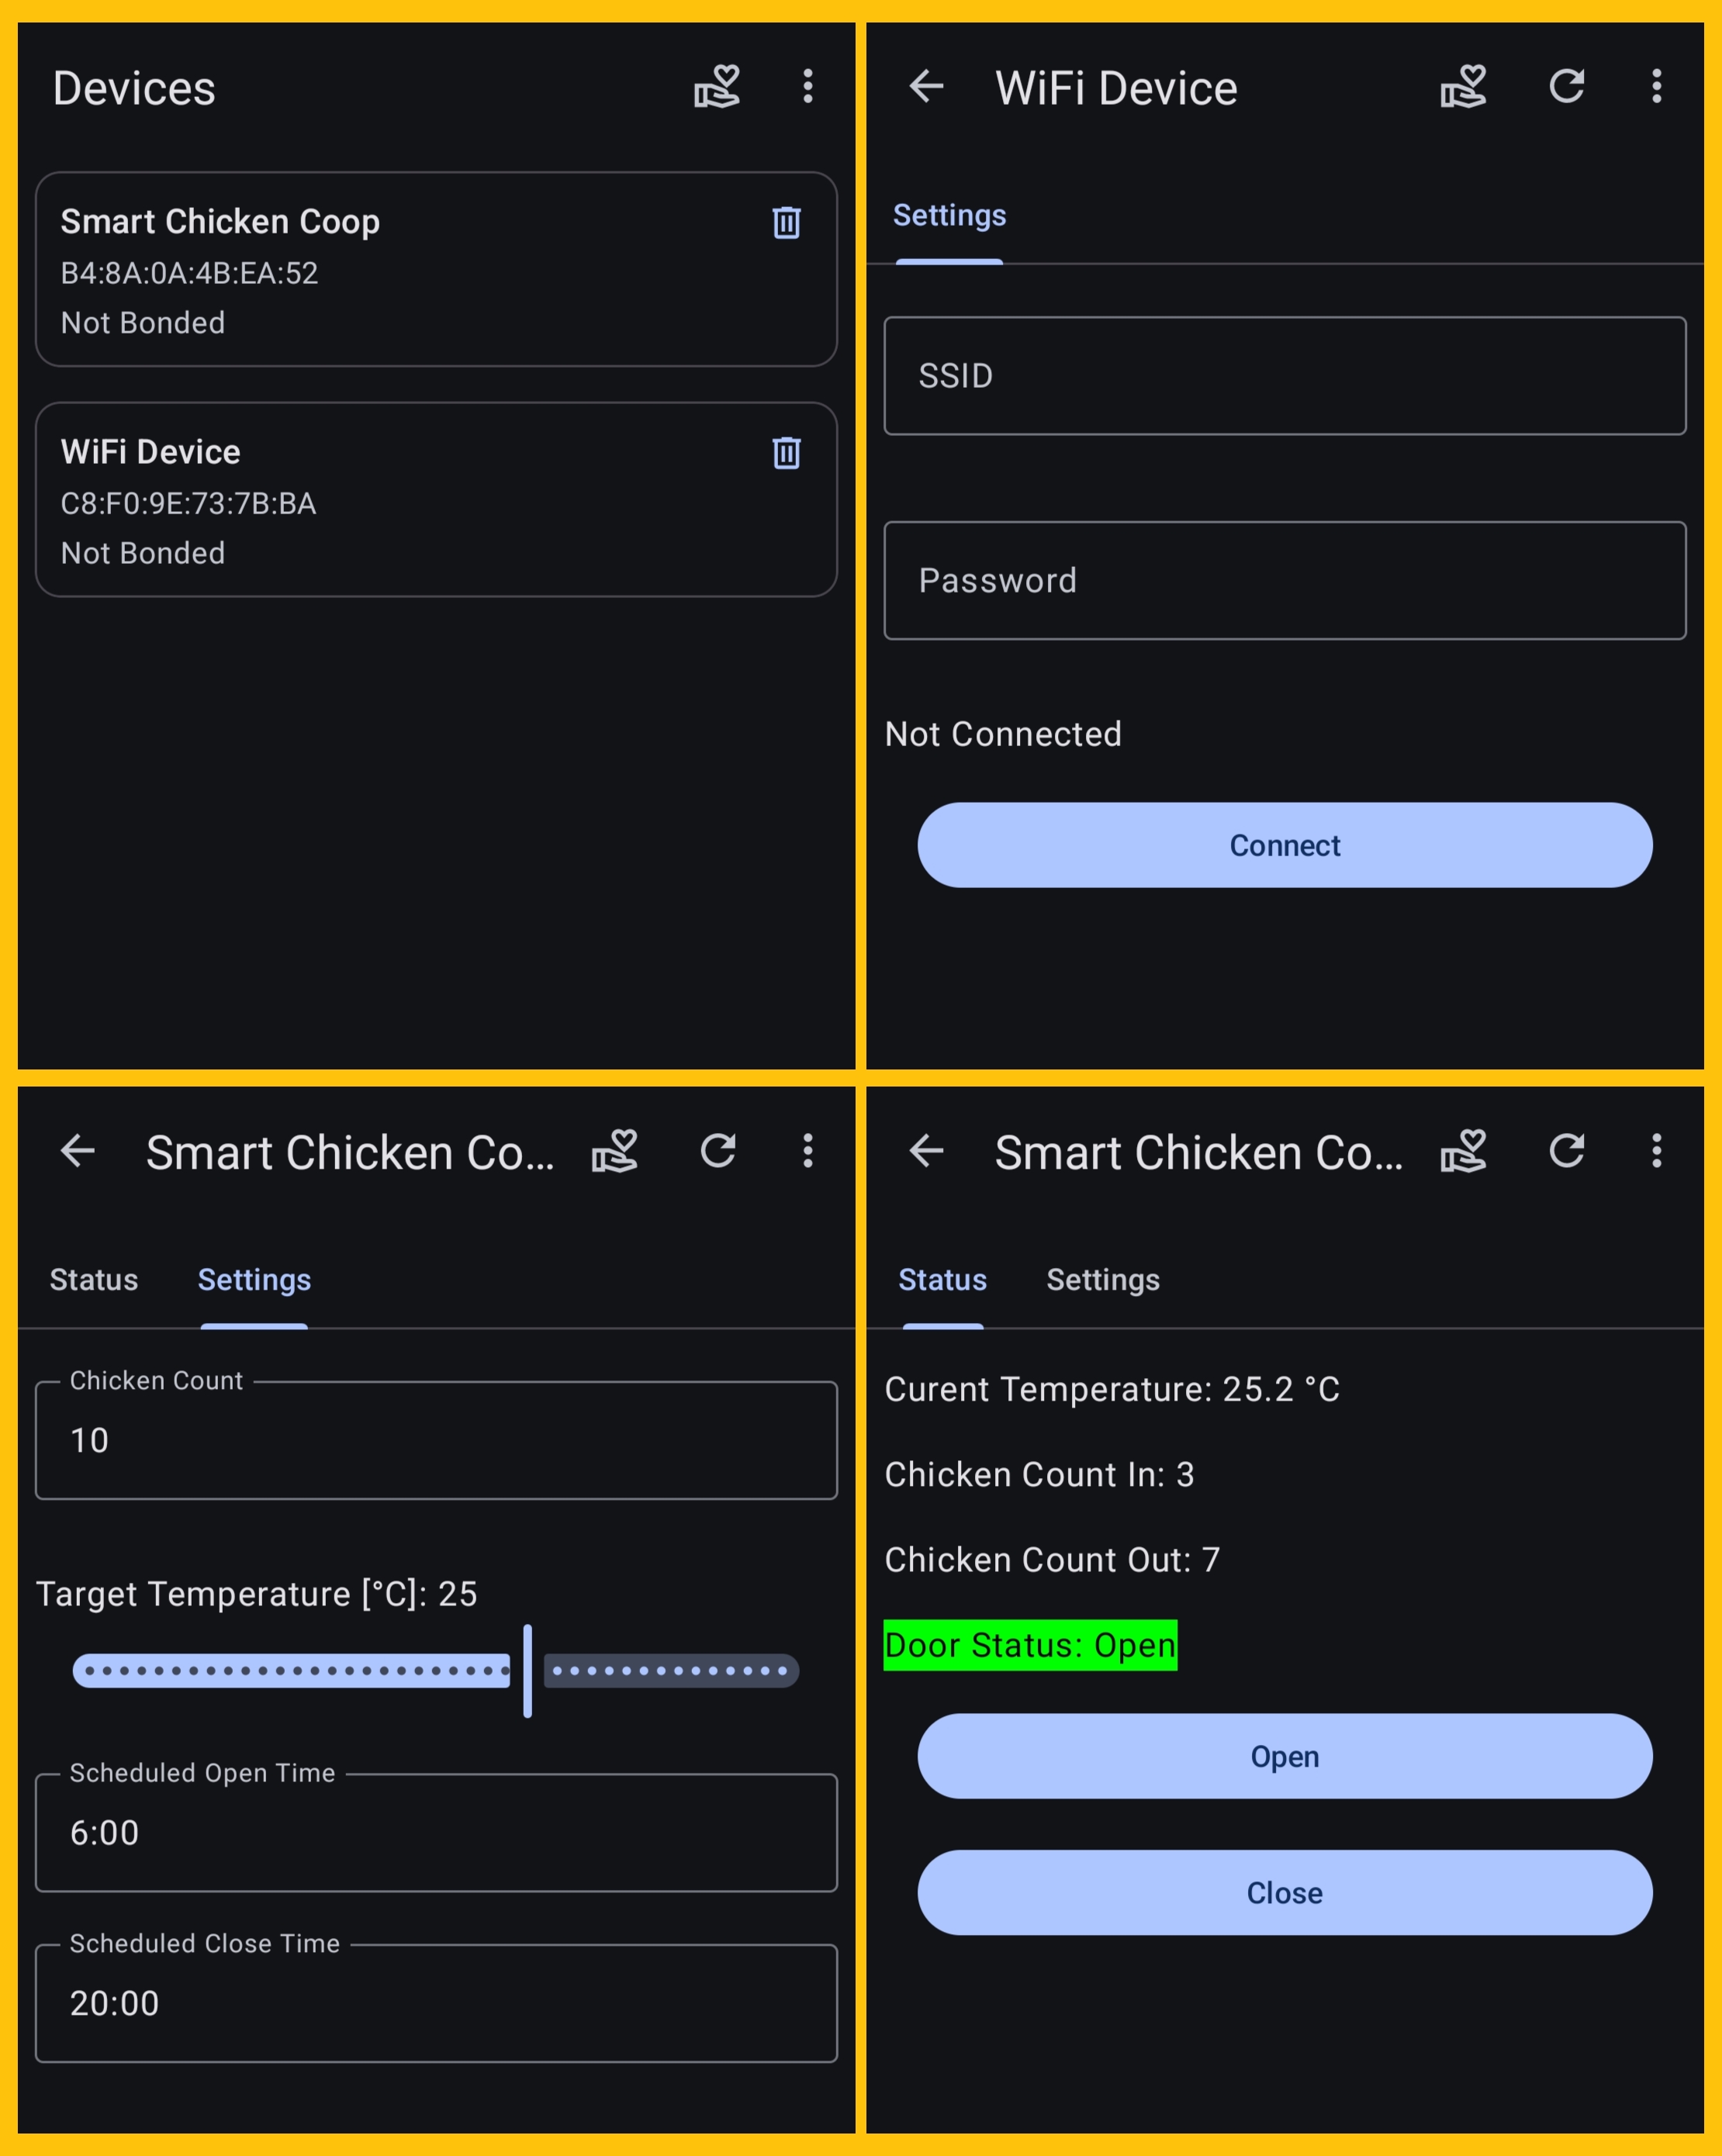 Devices
Smart Chicken Coop
B4:8A:0A:4B:EA:52
Not Bonded
WiFi Device
C8:F0:9E:73:7B:BA
Not Bonded
WiFi Device
Settings
SSID
Password
Not Connected
Connect
Smart Chicken Co...
Status Settings
Chicken Count
10
Target Temperature [°C]: 25
Scheduled Open Time
6:00
Scheduled Close Time
20:00
Smart Chicken Co...
Status Settings
Curent Temperature: 25.2 °C
Chicken Count In: 3
Chicken Count Out: 7
Door Status: Open
Open
Close